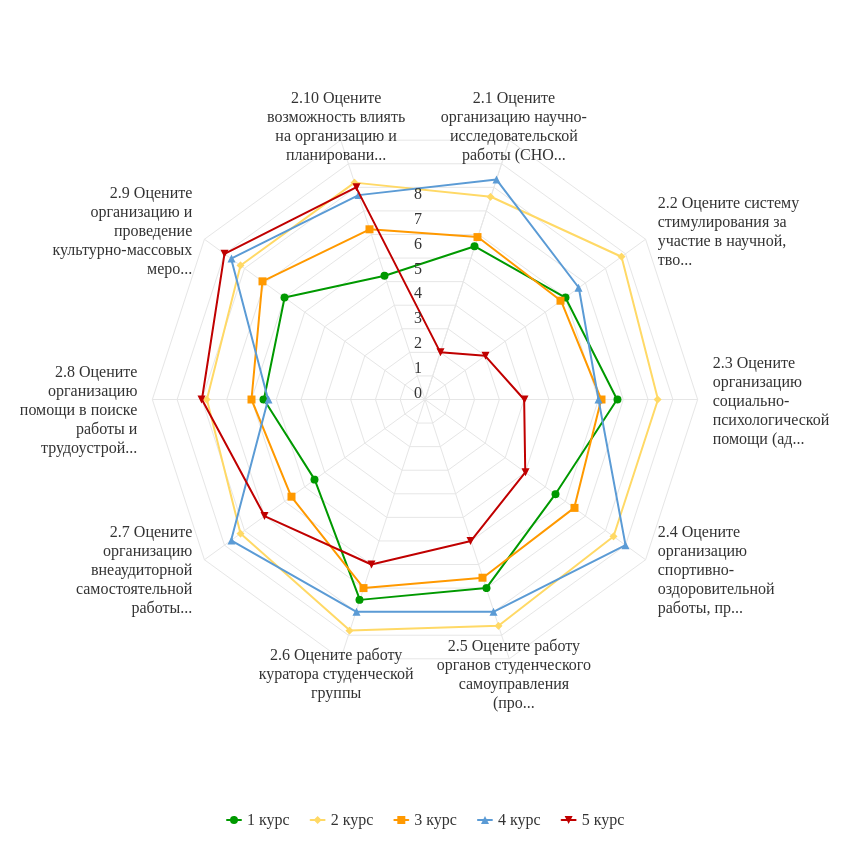 2.10 Оцените
возможность влиять
на организацию и
планировани...
2.1 Оцените
организацию научно-
исследовательской
работы (СНО...
2.2 Оцените систему
стимулирования за
участие в научной,
тво...
2.3 Оцените
организацию
социально-
психологической
помощи (ад...
2.4 Оцените
организацию
спортивно-
оздоровительной
работы, пр...
2.5 Оцените работу
органов студенческого
самоуправления
(про...
2.6 Оцените работу
куратора студенческой
группы
2.7 Оцените
организацию
внеаудиторной
самостоятельной
работы...
2.8 Оцените
организацию
помощи в поиске
работы и
трудоустрой...
2.9 Оцените
организацию и
проведение
культурно-массовых
меро...
8
7
6
5
4
3
2
1
0
1 курс 2 курс 3 курс 4 курс 5 курс